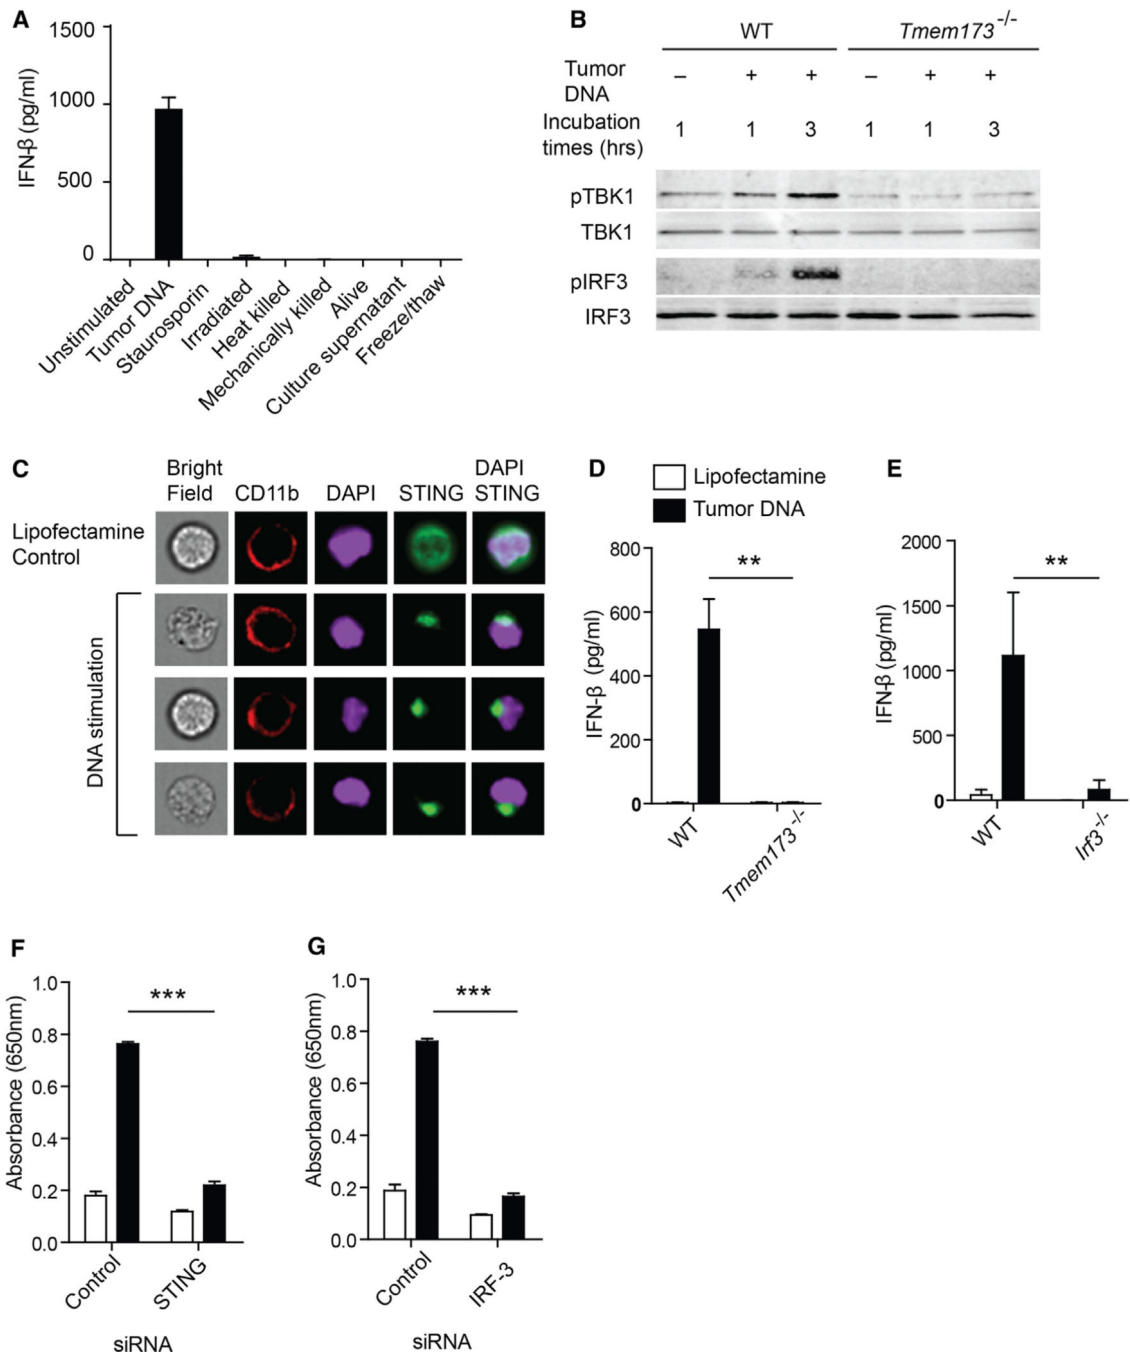 A
IFN-β (pg/ml)
1500
1000
500
0
Unstimulated
Tumor DNA
Staurosporin
Irradiated
Heat killed
Mechanically killed
Alive
Culture supernatant
Freeze/thaw
B
WT Tmem173-/-
Tumor
DNA
– + + – + +
Incubation
times (hrs)
1 1 3 1 1 3
pTBK1
TBK1
pIRF3
IRF3
C
Bright
Field
CD11b
DAPI
STING
DAPI
STING
Lipofectamine
Control
DNA stimulation
D
Lipofectamine
Tumor DNA
IFN-β (pg/ml)
800
600
400
200
0
**
WT
Tmem173-/-
E
IFN-β (pg/ml)
2000
1500
1000
500
0
**
WT
Irf3-/-
F
Absorbance (650nm)
1.0
0.8
0.6
0.4
0.2
0.0
***
Control
STING
siRNA
G
Absorbance (650nm)
1.0
0.8
0.6
0.4
0.2
0.0
***
Control
IRF-3
siRNA